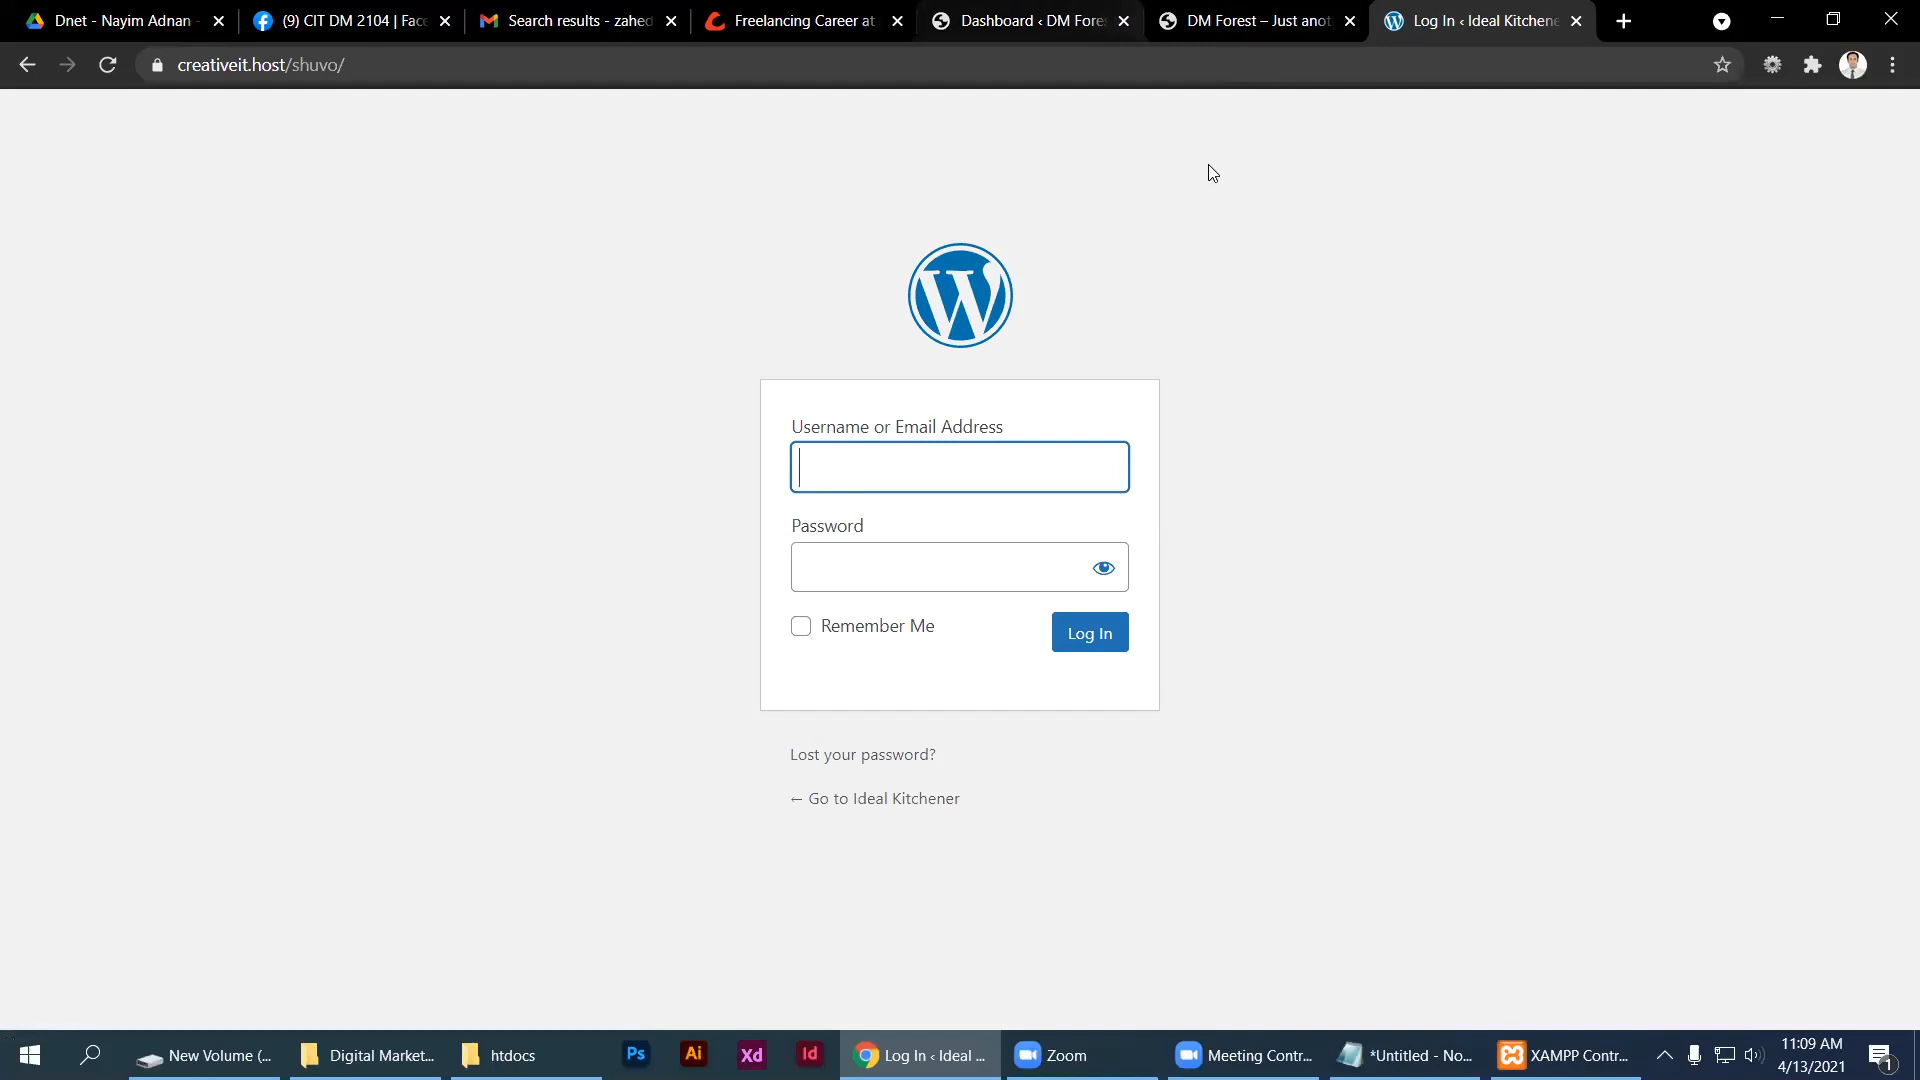 Dnet - Nayim Adnan -
(9) CIT DM 2104 | Face
Search results - zahed
Freelancing Career at
Dashboard ‹ DM Fores
DM Forest – Just anot
Log In ‹ Ideal Kitchene
creativeit.host/shuvo/
Username or Email Address
Password
Remember Me
Log In
Lost your password?
← Go to Ideal Kitchener
New Volume (...
Digital Market...
htdocs
Ps
Ai
Xd
Id
Log In ‹ Ideal ...
Zoom
Meeting Contr...
*Untitled - No...
XAMPP Contr...
11:09 AM
4/13/2021
1